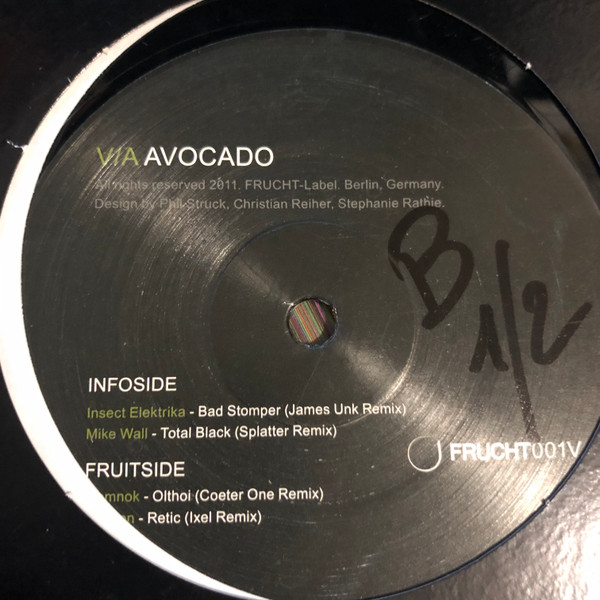 V/A AVOCADO
All rights reserved 2011. FRUCHT-Label. Berlin, Germany.
Design by Phil Struck, Christian Reiher, Stephanie Rathje.
B
1/2
INFOSIDE
Insect Elektrika - Bad Stomper (James Unk Remix)
Mike Wall - Total Black (Splatter Remix)
FRUCHT001V
FRUITSIDE
- Olthoi (Coeter One Remix)
- Retic (Ixel Remix)